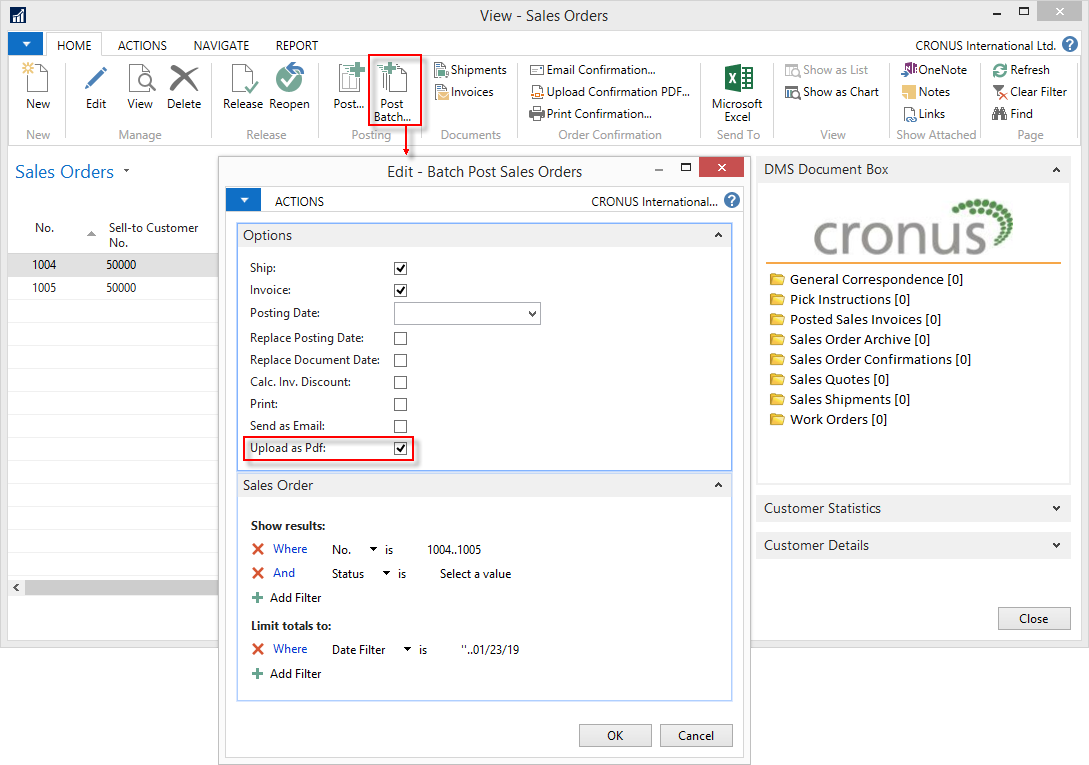 View - Sales Orders
HOME ACTIONS NAVIGATE REPORT CRONUS International Ltd. ?
New Edit View Delete Release Reopen Post... Post Batch... Shipments Invoices
Email Confirmation...
Upload Confirmation PDF...
Print Confirmation...
Microsoft Excel
Show as List
Show as Chart
OneNote
Notes
Links
Refresh
Clear Filter
Find
New Manage Release Posting Documents Order Confirmation Send To View Show Attached Page
Sales Orders
No. Sell-to Customer No.
1004 50000
1005 50000
Edit - Batch Post Sales Orders
ACTIONS CRONUS International... ?
Options
Ship:
Invoice:
Posting Date:
Replace Posting Date:
Replace Document Date:
Calc. Inv. Discount:
Print:
Send as Email:
Upload as Pdf:
Sales Order
Show results:
Where No. is 1004..1005
And Status is Select a value
Add Filter
Limit totals to:
Where Date Filter is ''..01/23/19
Add Filter
OK Cancel
DMS Document Box
cronus
General Correspondence [0]
Pick Instructions [0]
Posted Sales Invoices [0]
Sales Order Archive [0]
Sales Order Confirmations [0]
Sales Quotes [0]
Sales Shipments [0]
Work Orders [0]
Customer Statistics
Customer Details
Close